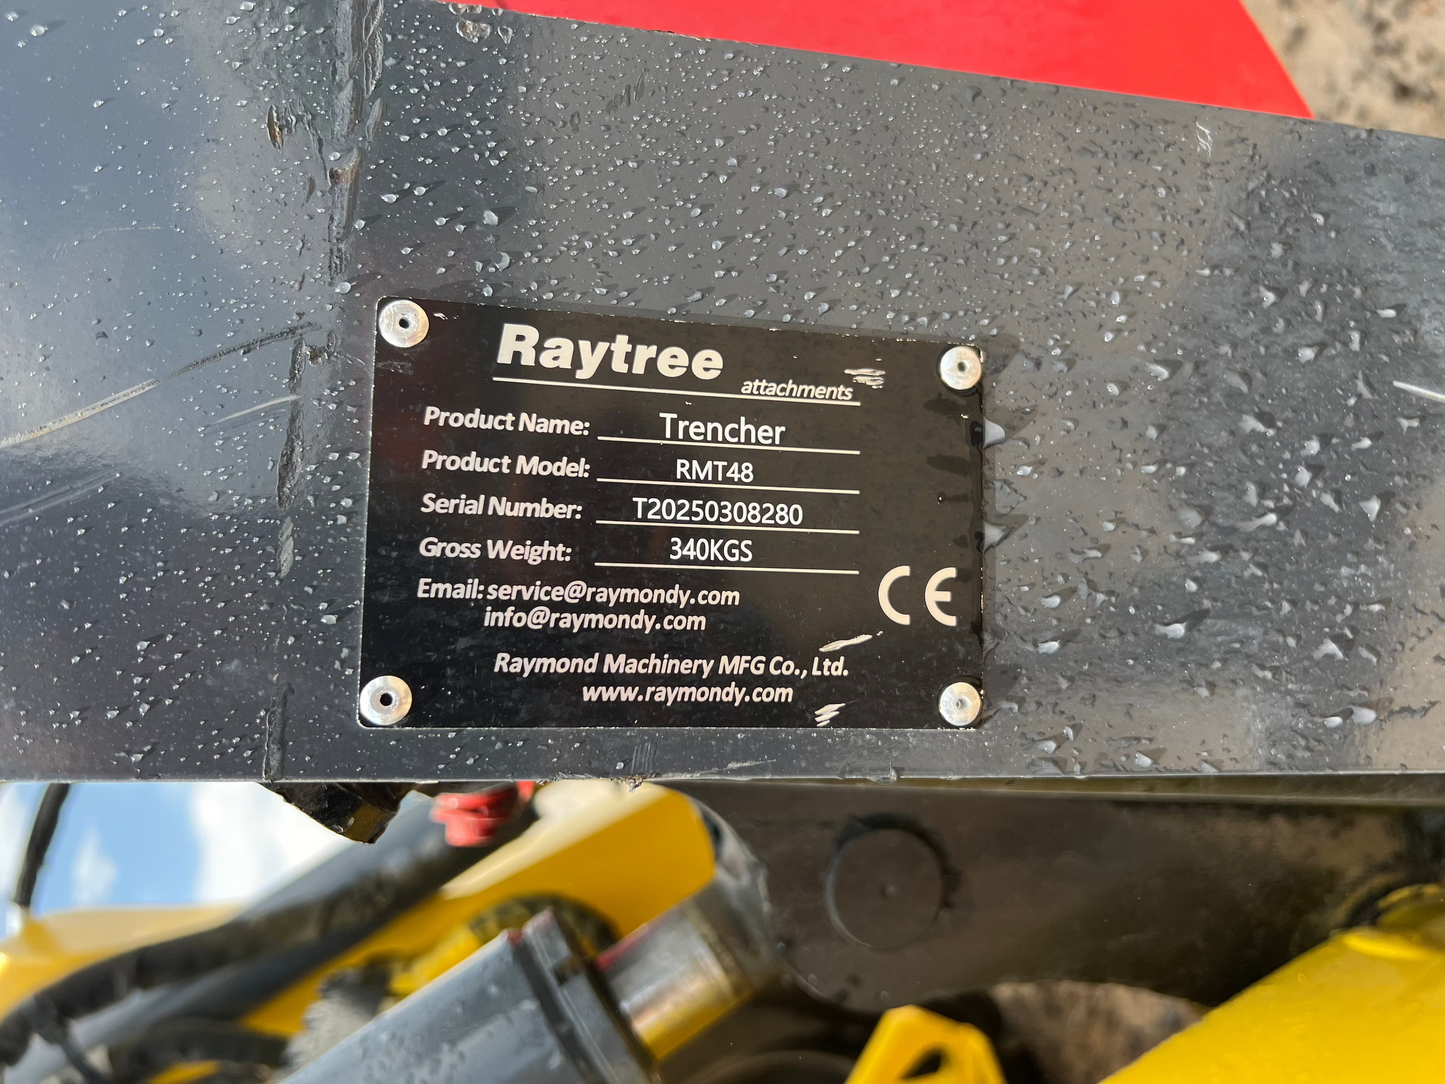 Raytree
attachments
Product Name: Trencher
Product Model: RMT48
Serial Number: T20250308280
Gross Weight: 340KGS
Email: service@raymondy.com
info@raymondy.com
CE
Raymond Machinery MFG Co., Ltd.
www.raymondy.com